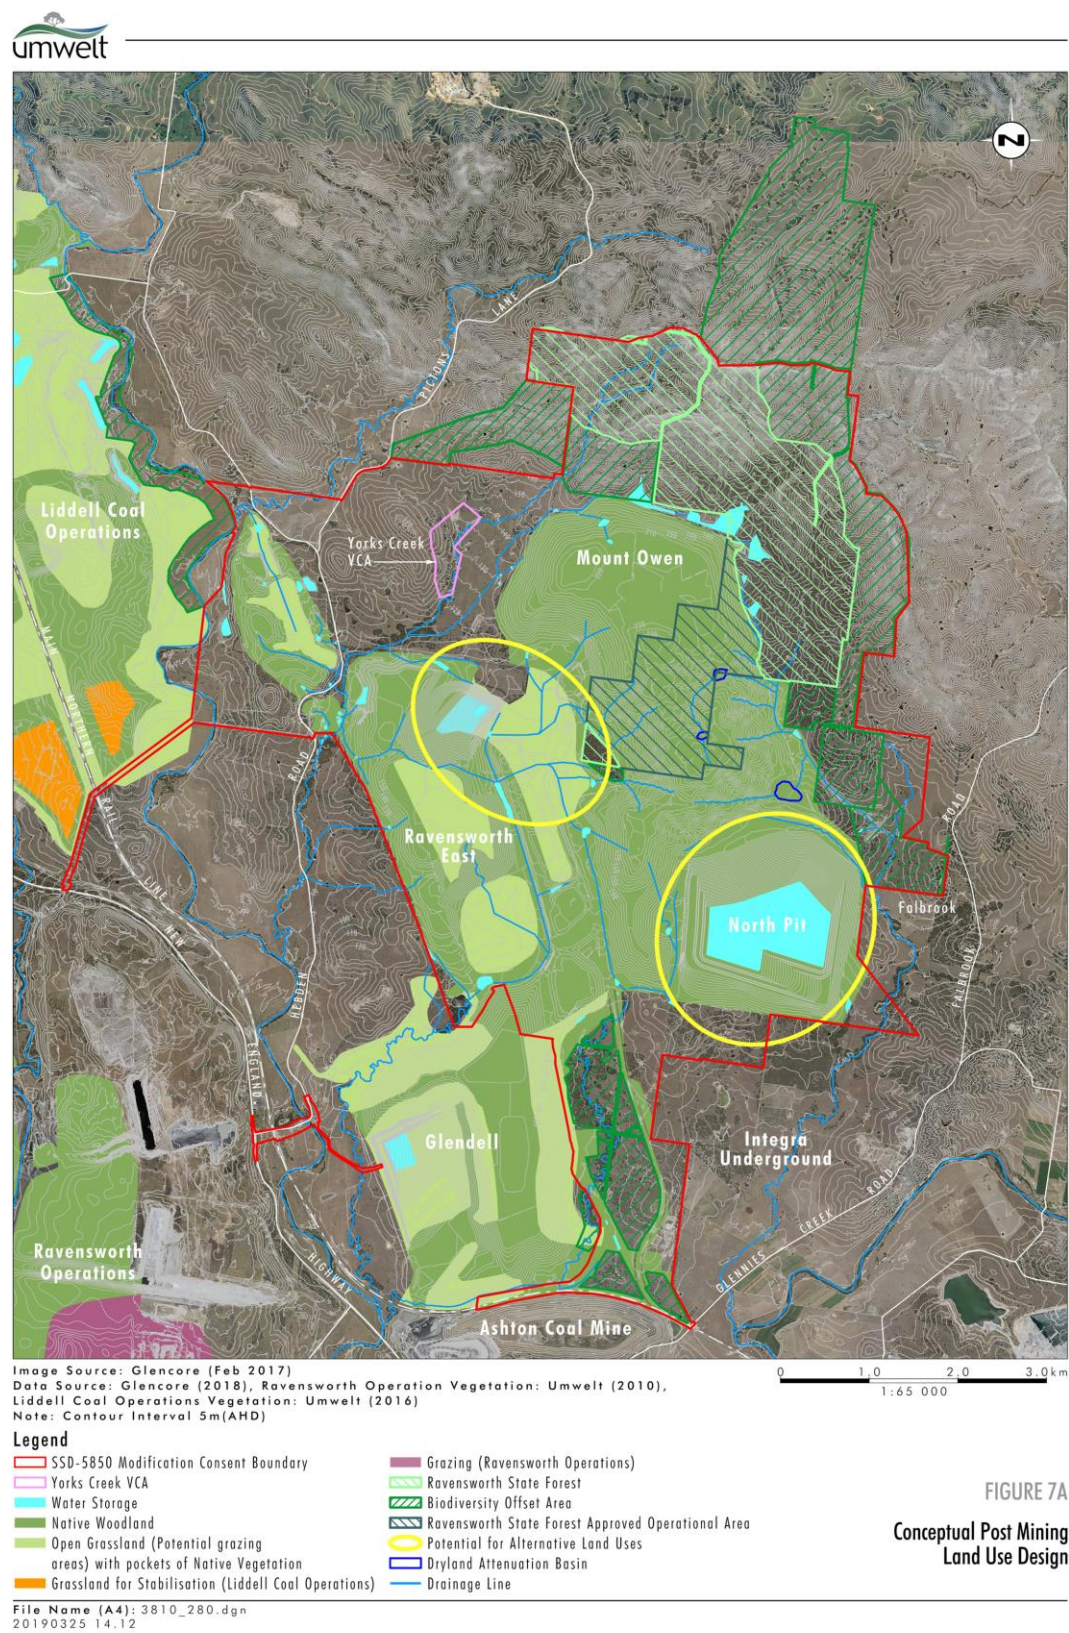 umwelt
N
PICTONS LANE
Liddell Coal
Operations
Yorks Creek
VCA
Mount Owen
MAIN NORTHERN RAIL LINE
ROAD
Ravensworth
East
North Pit
ROAD
Falbrook
FALBROOK
HEBDEN
NEW ENGLAND HIGHWAY
Glendell
Integra
Underground
Ravensworth
Operations
GLENNIES CREEK ROAD
Ashton Coal Mine
Image Source: Glencore (Feb 2017)
Data Source: Glencore (2018), Ravensworth Operation Vegetation: Umwelt (2010),
Liddell Coal Operations Vegetation: Umwelt (2016)
Note: Contour Interval 5m(AHD)
0 1.0 2.0 3.0km
1:65 000
Legend
SSD-5850 Modification Consent Boundary
Yorks Creek VCA
Water Storage
Native Woodland
Open Grassland (Potential grazing
areas) with pockets of Native Vegetation
Grassland for Stabilisation (Liddell Coal Operations)
Grazing (Ravensworth Operations)
Ravensworth State Forest
Biodiversity Offset Area
Ravensworth State Forest Approved Operational Area
Potential for Alternative Land Uses
Dryland Attenuation Basin
Drainage Line
FIGURE 7A
Conceptual Post Mining
Land Use Design
File Name (A4): 3810_280.dgn
20190325 14.12